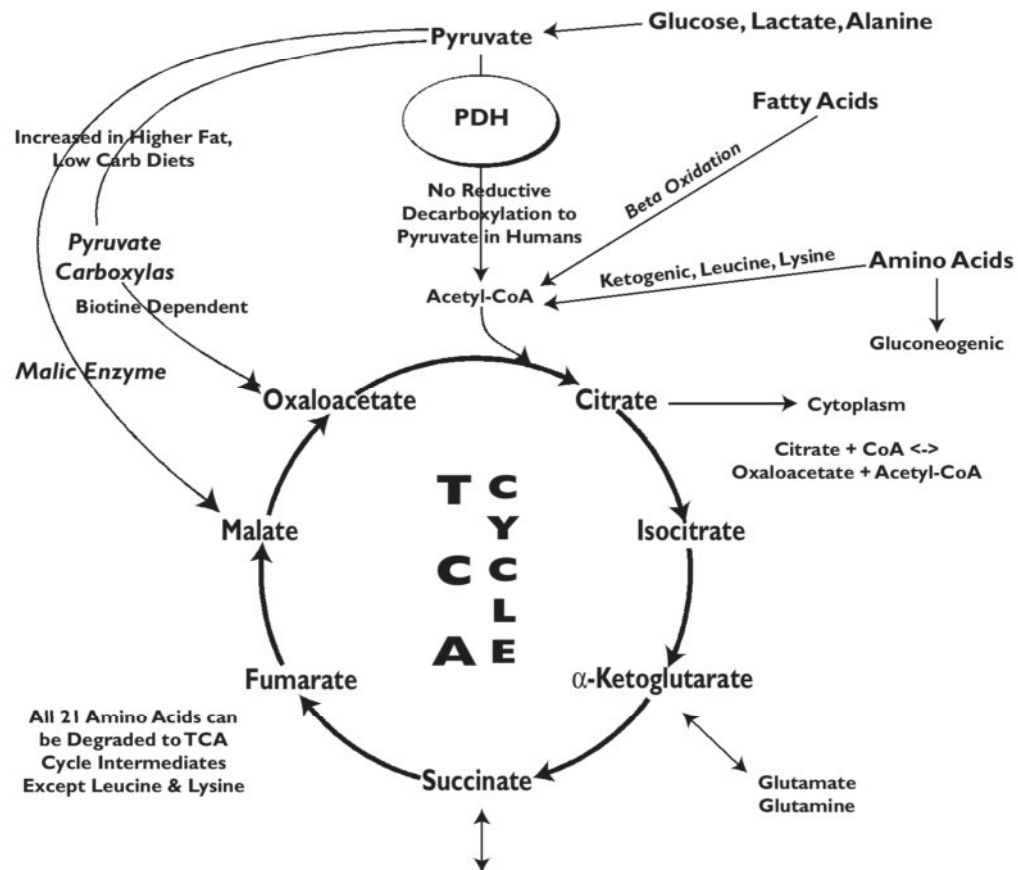 Glucose, Lactate, Alanine
Pyruvate
PDH
Fatty Acids
Increased in Higher Fat,
Low Carb Diets
Beta Oxidation
No Reductive
Decarboxylation to
Pyruvate in Humans
Pyruvate
Carboxylas
Ketogenic, Leucine, Lysine
Amino Acids
Biotine Dependent
Acetyl-CoA
Gluconeogenic
Malic Enzyme
Oxaloacetate
Citrate
Cytoplasm
Citrate + CoA <->
Oxaloacetate + Acetyl-CoA
TCA
CYCLE
Malate
Isocitrate
Fumarate
α-Ketoglutarate
All 21 Amino Acids can
be Degraded to TCA
Cycle Intermediates
Except Leucine & Lysine
Succinate
Glutamate
Glutamine